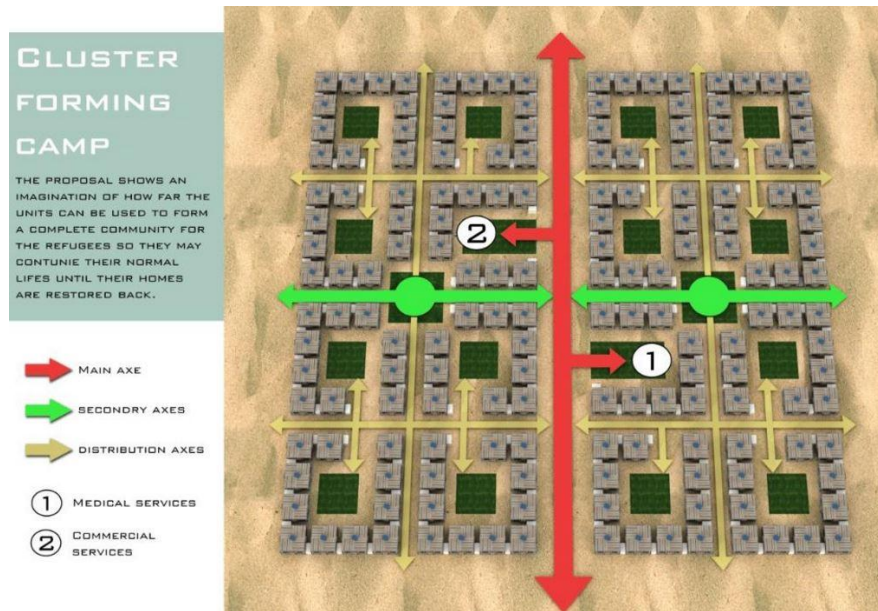 CLUSTER
FORMING
CAMP
THE PROPOSAL SHOWS AN
IMAGINATION OF HOW FAR THE
UNITS CAN BE USED TO FORM
A COMPLETE COMMUNITY FOR
THE REFUGEES SO THEY MAY
CONTUNIE THEIR NORMAL
LIFES UNTIL THEIR HOMES
ARE RESTORED BACK.
MAIN AXE
SECONDRY AXES
DISTRIBUTION AXES
1 MEDICAL SERVICES
2 COMMERCIAL
SERVICES
2
1